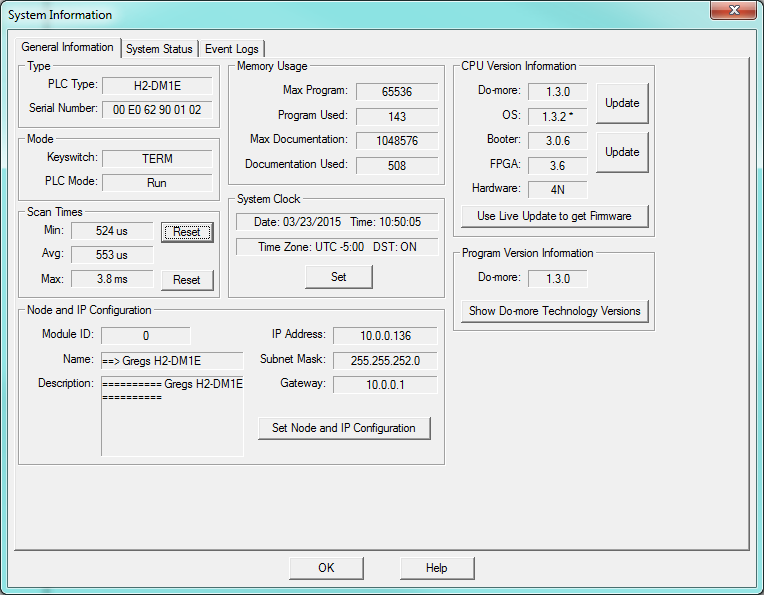 System Information
General Information
System Status
Event Logs
Type
PLC Type: H2-DM1E
Serial Number: 00 E0 62 90 01 02
Mode
Keyswitch: TERM
PLC Mode: Run
Scan Times
Min: 524 us Reset
Avg: 553 us
Max: 3.8 ms Reset
Memory Usage
Max Program: 65536
Program Used: 143
Max Documentation: 1048576
Documentation Used: 508
System Clock
Date: 03/23/2015 Time: 10:50:05
Time Zone: UTC -5:00 DST: ON
Set
CPU Version Information
Do-more: 1.3.0
OS: 1.3.2 *
Update
Booter: 3.0.6
FPGA: 3.6
Update
Hardware: 4N
Use Live Update to get Firmware
Program Version Information
Do-more: 1.3.0
Show Do-more Technology Versions
Node and IP Configuration
Module ID: 0
Name: ==> Gregs H2-DM1E
Description: ========== Gregs H2-DM1E
==========
IP Address: 10.0.0.136
Subnet Mask: 255.255.252.0
Gateway: 10.0.0.1
Set Node and IP Configuration
OK
Help